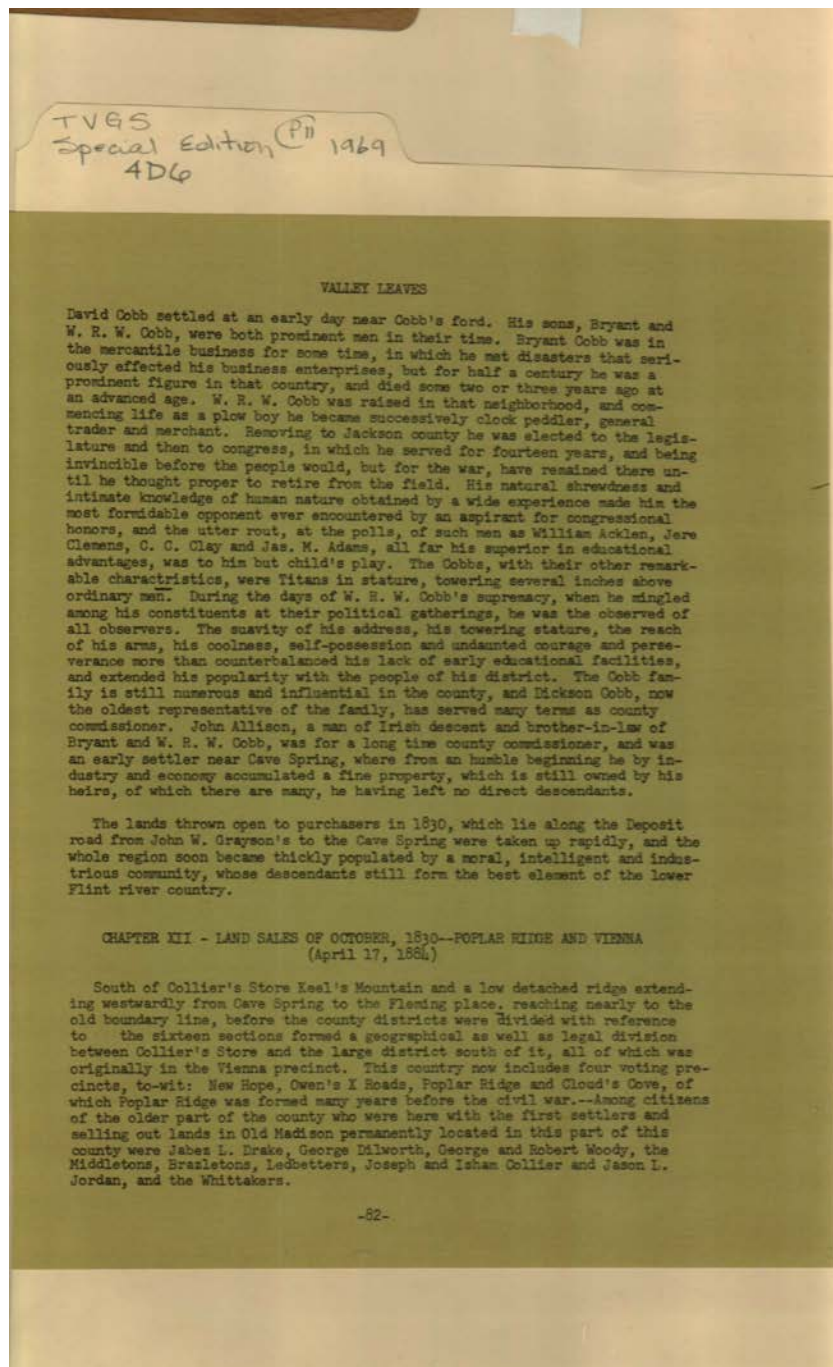 TVGS
Special Edition PII 1969
4D6
VALLEY LEAVES
David Cobb settled at an early day near Cobb's ford. His sons, Bryant and
W. R. W. Cobb, were both prominent men in their time. Bryant Cobb was in
the mercantile business for some time, in which he met disasters that seri-
ously effected his business enterprises, but for half a century he was a
prominent figure in that country, and died some two or three years ago at
an advanced age. W. R. W. Cobb was raised in that neighborhood, and com-
mencing life as a plow boy he became successively clock peddler, general
trader and merchant. Removing to Jackson county he was elected to the legis-
lature and then to congress, in which he served for fourteen years, and being
invincible before the people would, but for the war, have remained there un-
til he thought proper to retire from the field. His natural shrewdness and
intimate knowledge of human nature obtained by a wide experience made him the
most formidable opponent ever encountered by an aspirant for congressional
honors, and the utter rout, at the polls, of such men as William Acklen, Jere
Clemens, C. C. Clay and Jas. M. Adams, all far his superior in educational
advantages, was to him but child's play. The Cobbs, with their other remark-
able charactristics, were Titans in stature, towering several inches above
ordinary men. During the days of W. R. W. Cobb's supremacy, when he mingled
among his constituents at their political gatherings, he was the observed of
all observers. The suavity of his address, his towering stature, the reach
of his arms, his coolness, self-possession and undaunted courage and perse-
verance more than counterbalanced his lack of early educational facilities,
and extended his popularity with the people of his district. The Cobb fam-
ily is still numerous and influential in the county, and Dickson Cobb, now
the oldest representative of the family, has served many terms as county
commissioner. John Allison, a man of Irish descent and brother-in-law of
Bryant and W. R. W. Cobb, was for a long time county commissioner, and was
an early settler near Cave Spring, where from an humble beginning he by in-
dustry and economy accumulated a fine property, which is still owned by his
heirs, of which there are many, he having left no direct descendants.
The lands thrown open to purchasers in 1830, which lie along the Deposit
road from John W. Grayson's to the Cave Spring were taken up rapidly, and the
whole region soon became thickly populated by a moral, intelligent and indus-
trious community, whose descendants still form the best element of the lower
Flint river country.
CHAPTER XII - LAND SALES OF OCTOBER, 1830--POPLAR RIDGE AND VIENNA
(April 17, 1884)
South of Collier's Store Keel's Mountain and a low detached ridge extend-
ing westwardly from Cave Spring to the Fleming place. reaching nearly to the
old boundary line, before the county districts were divided with reference
to the sixteen sections formed a geographical as well as legal division
between Collier's Store and the large district south of it, all of which was
originally in the Vienna precinct. This country now includes four voting pre-
cincts, to-wit: New Hope, Owen's X Roads, Poplar Ridge and Cloud's Cove, of
which Poplar Ridge was formed many years before the civil war.--Among citizens
of the older part of the county who were here with the first settlers and
selling out lands in Old Madison permanently located in this part of this
county were Jabes L. Drake, George Dilworth, George and Robert Woody, the
Middletons, Brazletons, Ledbetters, Joseph and Isham Collier and Jason L.
Jordan, and the Whittakers.
-82-